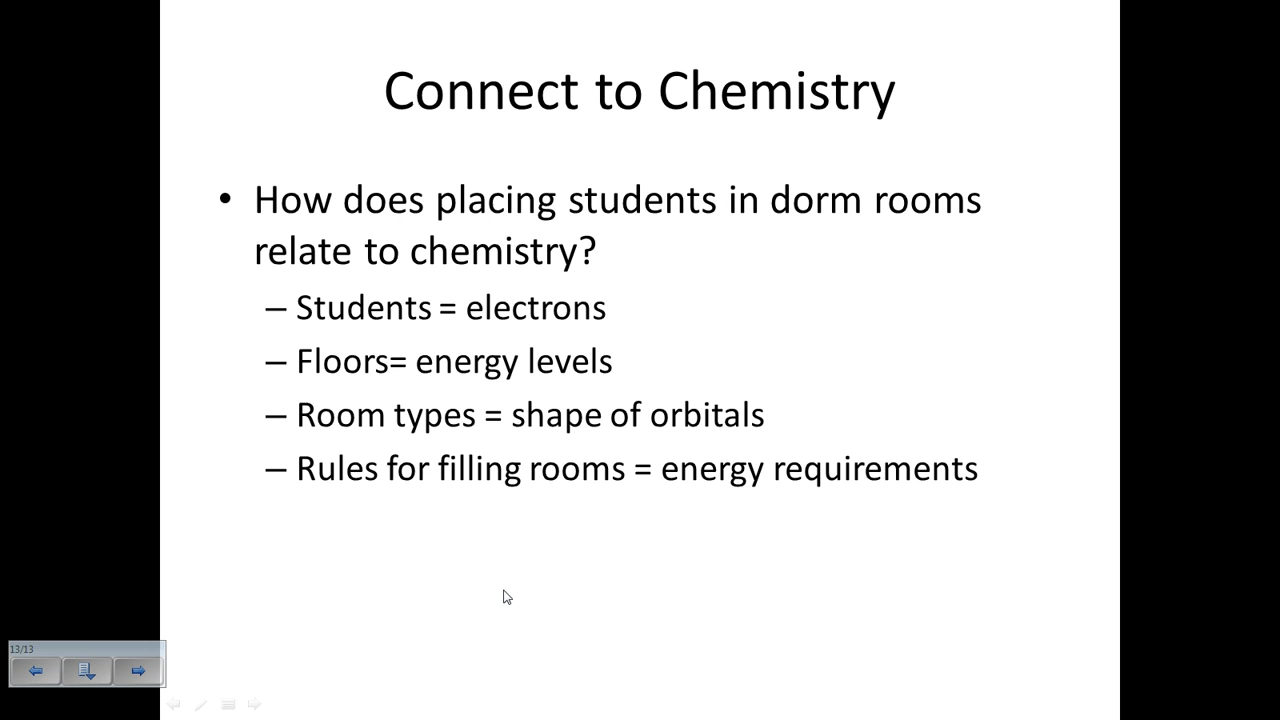 Connect to Chemistry
• How does placing students in dorm rooms
relate to chemistry?
– Students = electrons
– Floors= energy levels
– Room types = shape of orbitals
– Rules for filling rooms = energy requirements
13/13